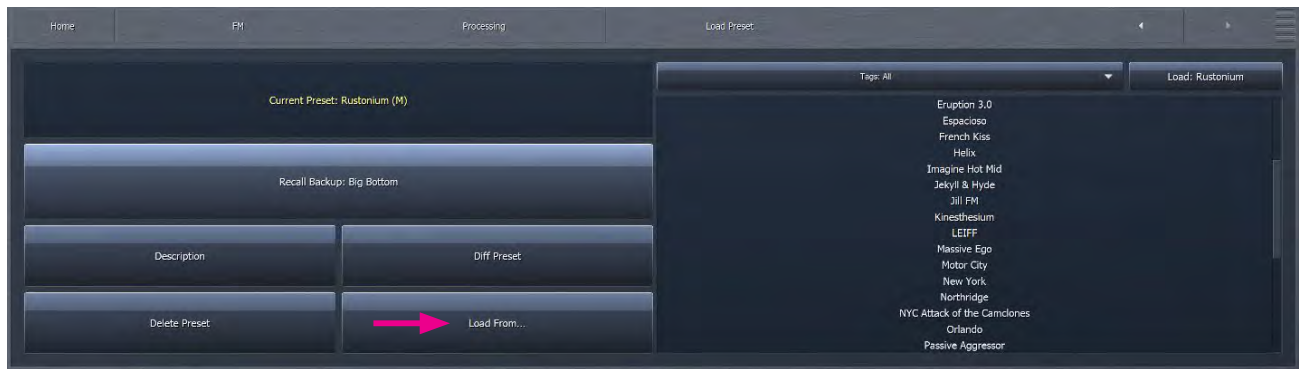 Home FM Processing Load Preset
Current Preset: Rustonium (M)
Recall Backup: Big Bottom
Description Diff Preset
Delete Preset Load From...
Tags: All Load: Rustonium
Eruption 3.0
Espacioso
French Kiss
Helix
Imagine Hot Mid
Jekyll & Hyde
Jill FM
Kinesthesium
LEIFF
Massive Ego
Motor City
New York
Northridge
NYC Attack of the Camclones
Orlando
Passive Aggressor